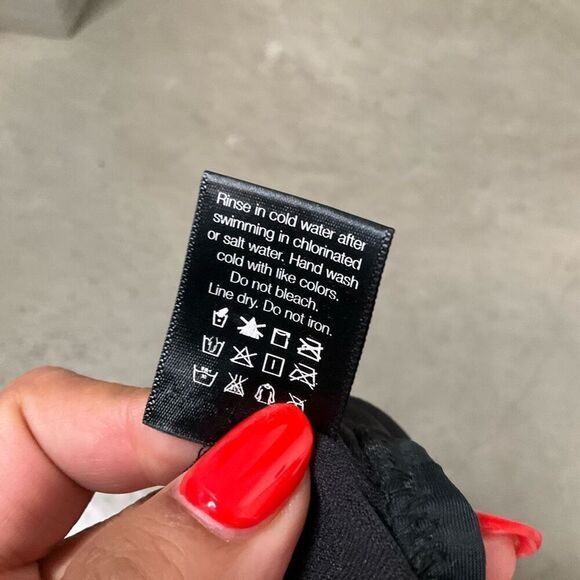 Rinse in cold water after
swimming in chlorinated
or salt water. Hand wash
cold with like colors.
Do not bleach.
Line dry. Do not iron.